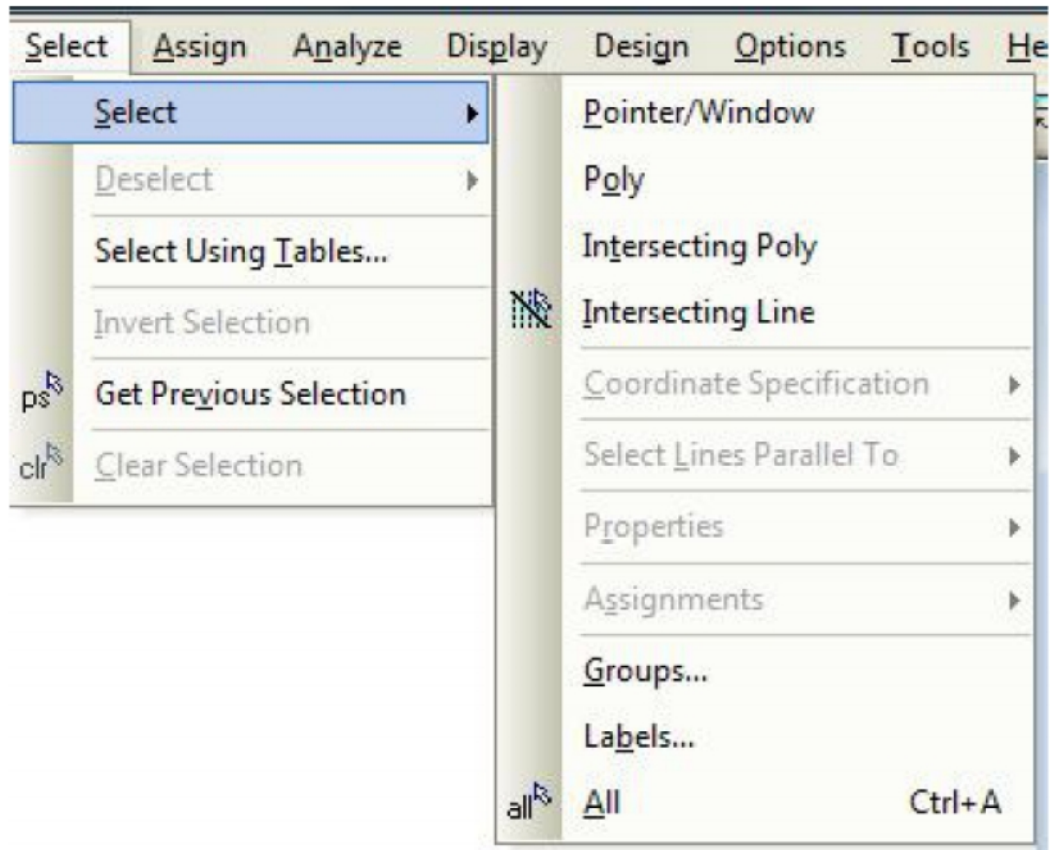 Select Assign Analyze Display Design Options Tools He
Select
Deselect
Select Using Tables...
Invert Selection
ps Get Previous Selection
clr Clear Selection
Pointer/Window
Poly
Intersecting Poly
Intersecting Line
Coordinate Specification
Select Lines Parallel To
Properties
Assignments
Groups...
Labels...
all All Ctrl+A